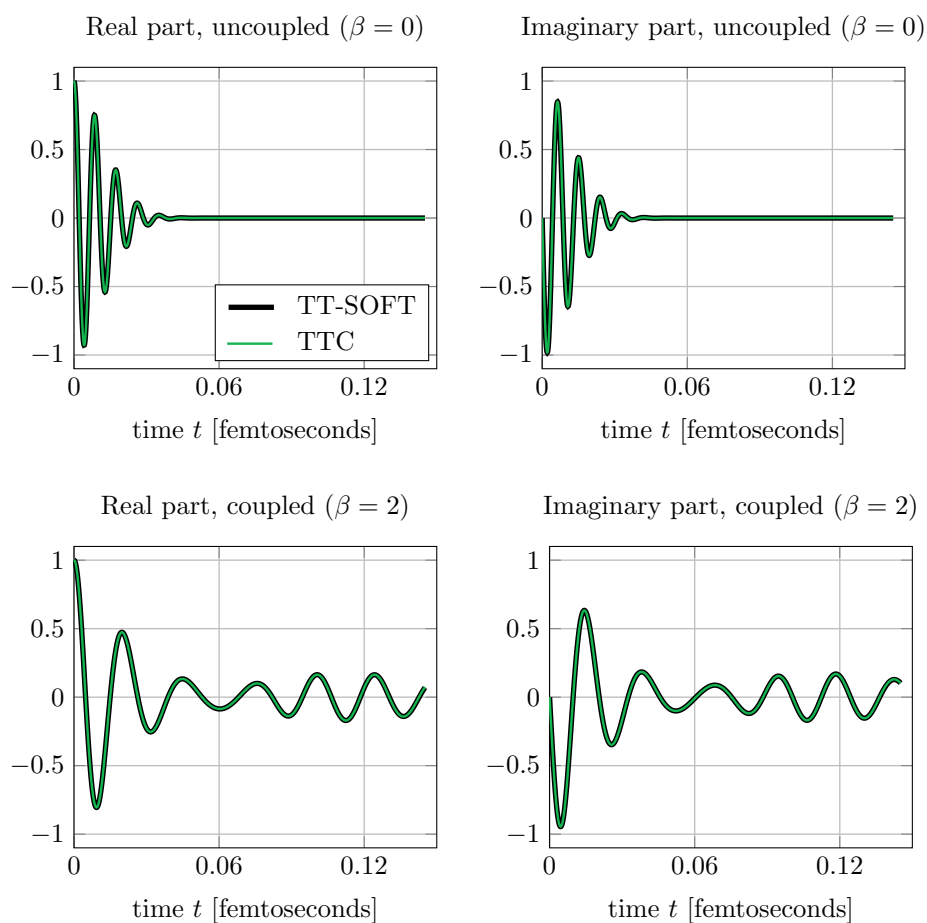 Real part, uncoupled (β = 0)
1
0.5
0
−0.5
−1
TT-SOFT
TTC
0 0.06 0.12
time t [femtoseconds]
Imaginary part, uncoupled (β = 0)
1
0.5
0
−0.5
−1
0 0.06 0.12
time t [femtoseconds]
Real part, coupled (β = 2)
1
0.5
0
−0.5
−1
0 0.06 0.12
time t [femtoseconds]
Imaginary part, coupled (β = 2)
1
0.5
0
−0.5
−1
0 0.06 0.12
time t [femtoseconds]